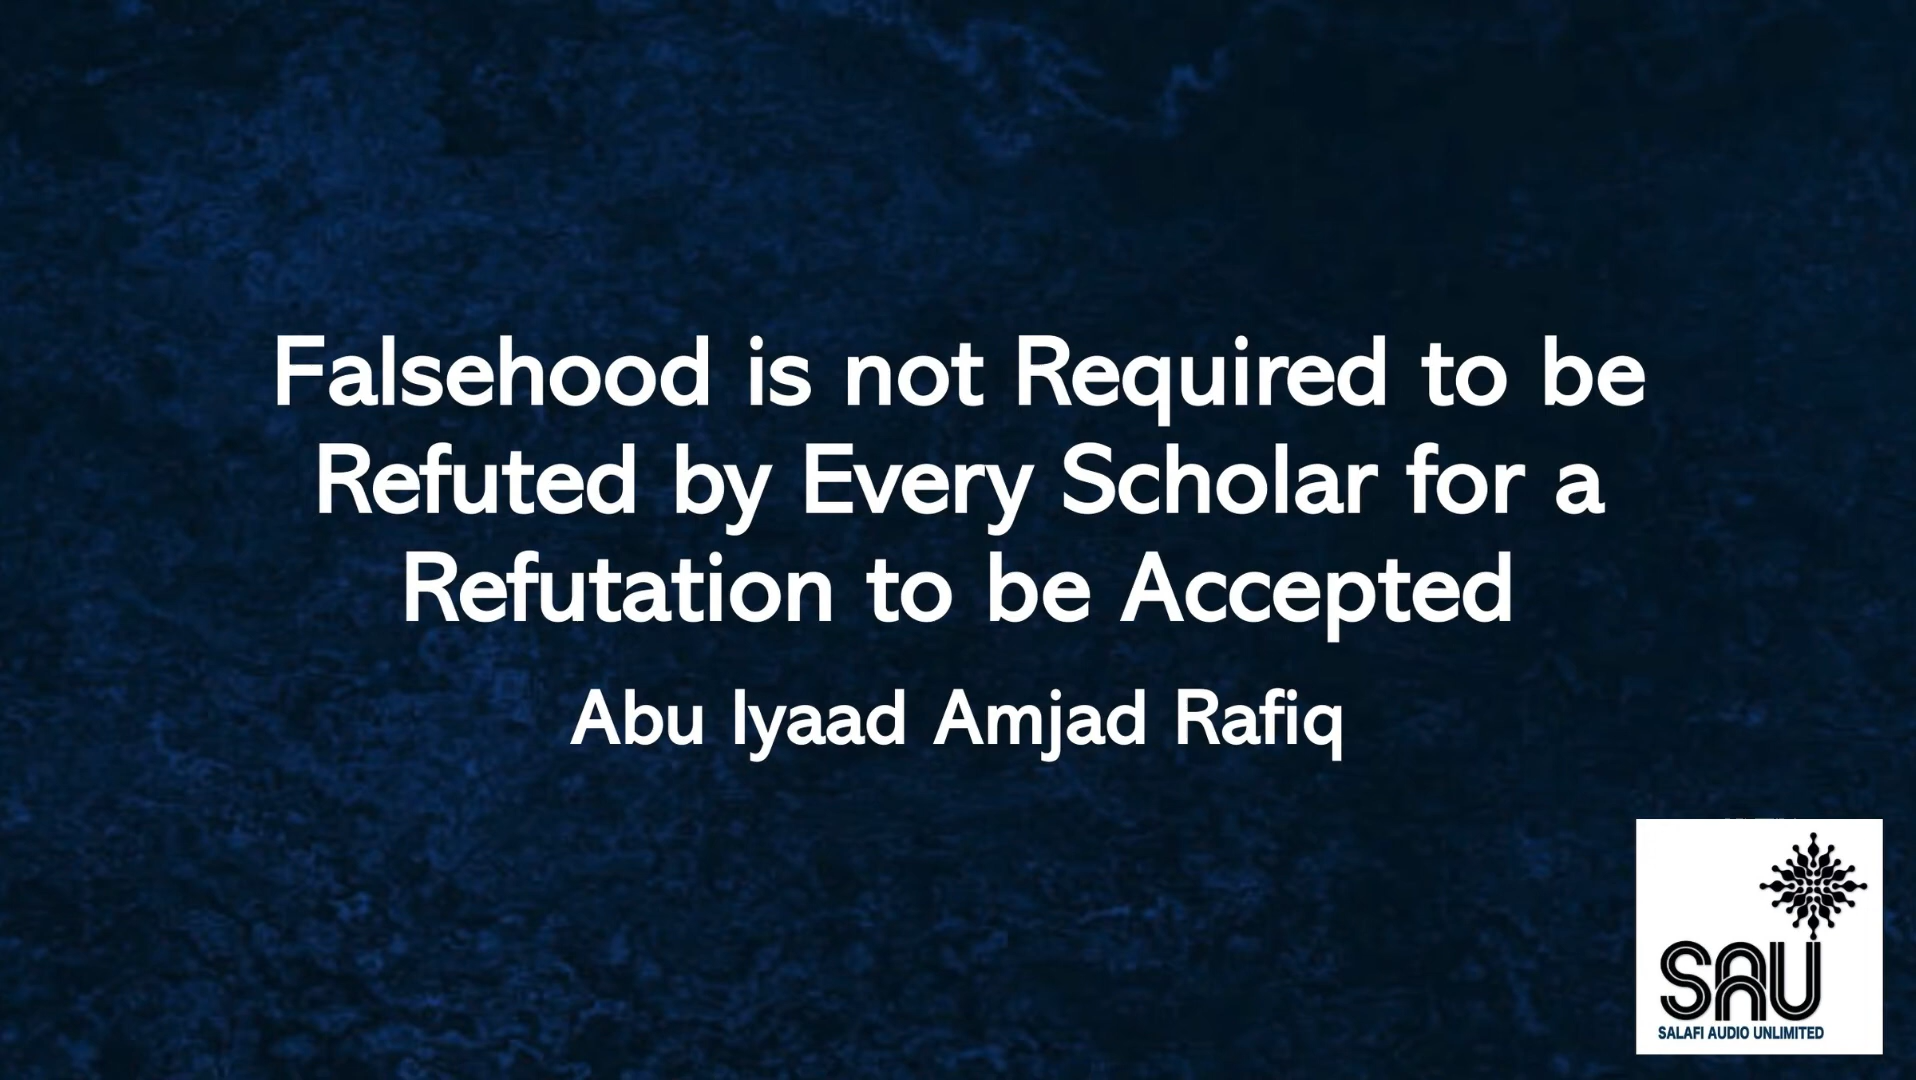 Falsehood is not Required to be
Refuted by Every Scholar for a
Refutation to be Accepted
Abu Iyaad Amjad Rafiq
SAU
SALAFI AUDIO UNLIMITED